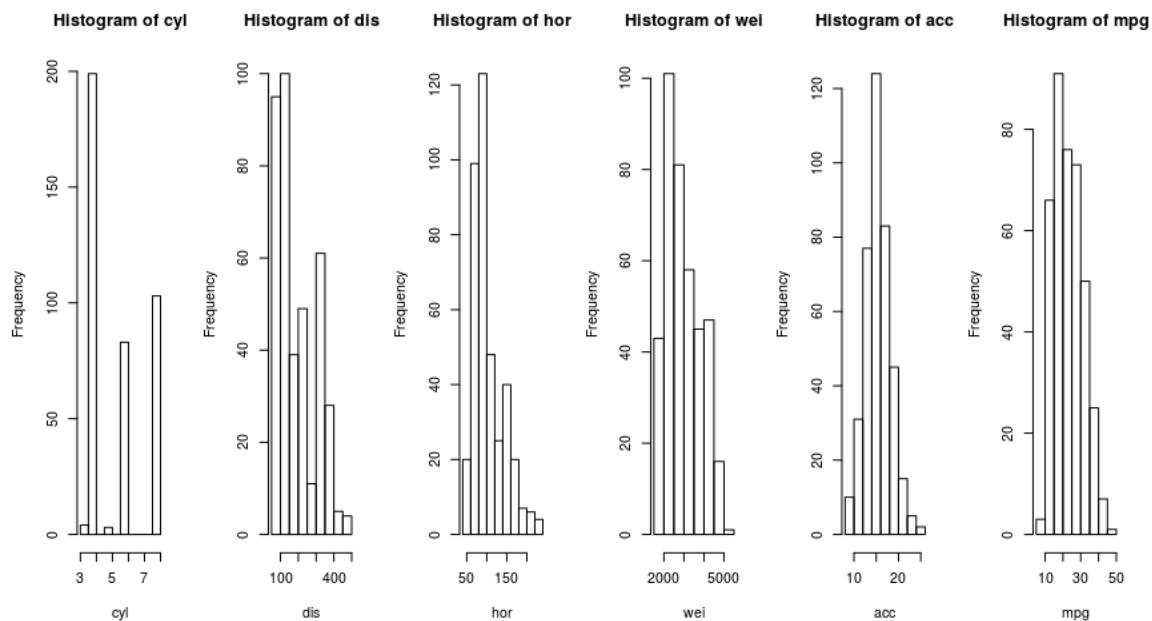 Histogram of cyl
Frequency
0
50
100
150
200
3
5
7
cyl
Histogram of dis
Frequency
0
20
40
60
80
100
100
400
dis
Histogram of hor
Frequency
0
20
40
60
80
100
120
50
150
hor
Histogram of wei
Frequency
0
20
40
60
80
100
2000
5000
wei
Histogram of acc
Frequency
0
20
40
60
80
100
120
10
20
acc
Histogram of mpg
Frequency
0
20
40
60
80
10
30
50
mpg